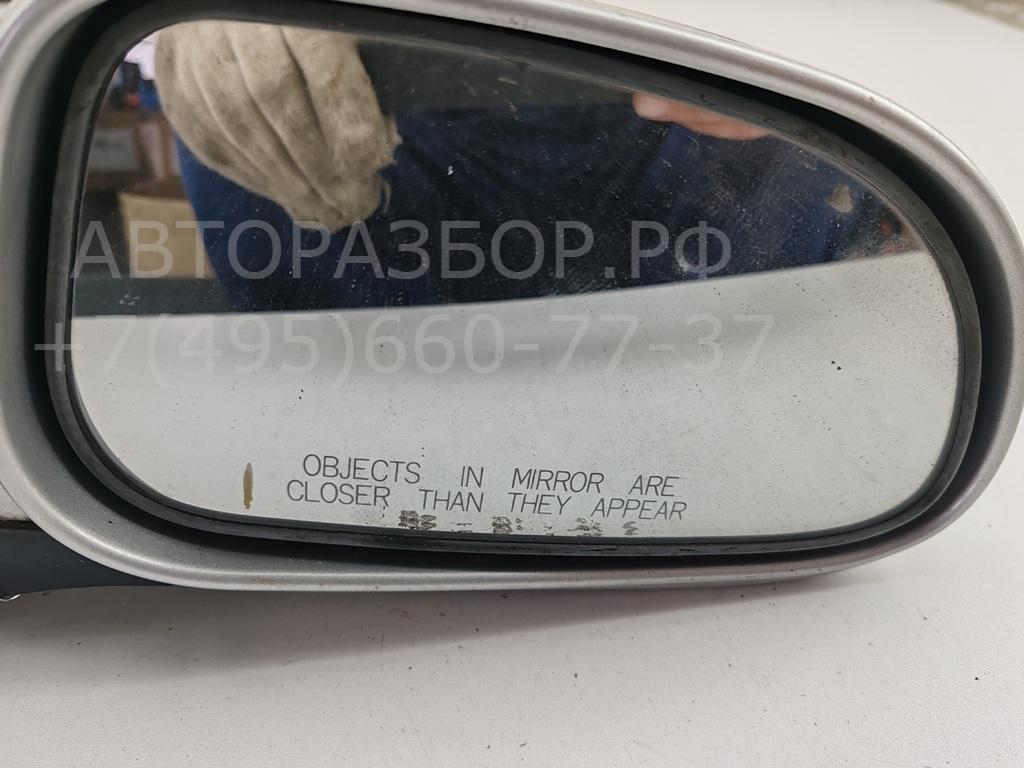 АВТОРАЗБОР.РФ
+7(495)660-77-37
OBJECTS IN MIRROR ARE
CLOSER THAN THEY APPEAR